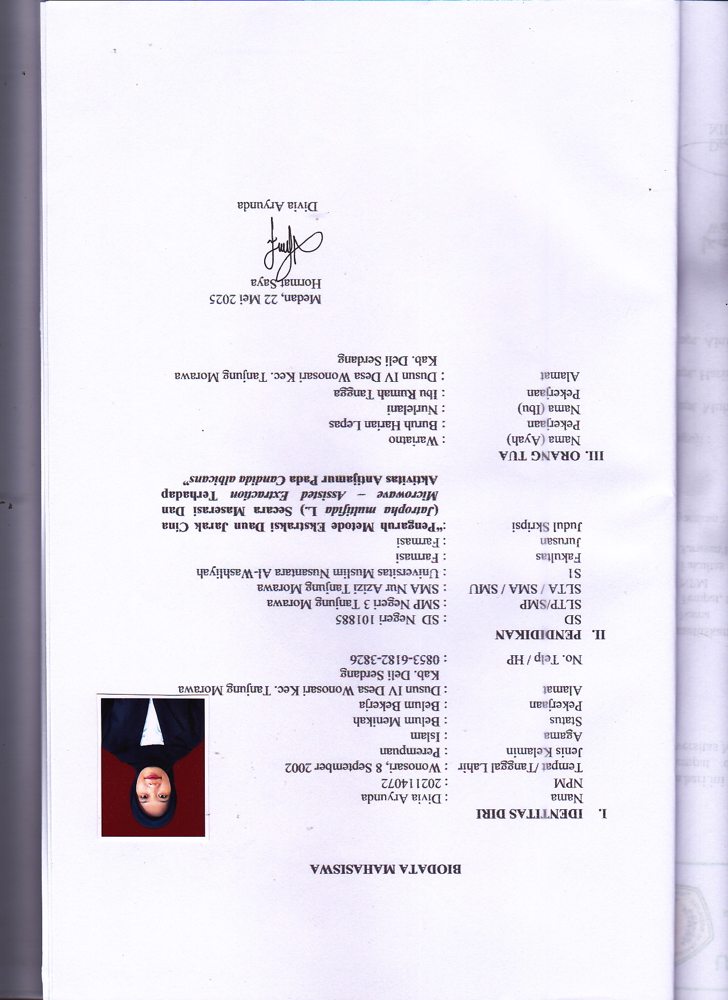 BIODATA MAHASISWA
I. IDENTITAS DIRI
Nama : Divia Aryunda
NPM : 202114072
Tempat /Tanggal Lahir : Wonosari, 8 September 2002
Jenis Kelamin : Perempuan
Agama : Islam
Status : Belum Menikah
Pekerjaan : Belum Bekerja
Alamat : Dusun IV Desa Wonosari Kec. Tanjung Morawa
Kab. Deli Serdang
No. Telp / HP : 0853-6182-3826
II. PENDIDIKAN
SD : SD Negeri 101885
SLTP/SMP : SMP Negeri 3 Tanjung Morawa
SLTA / SMA / SMU : SMA Nur Azizi Tanjung Morawa
S1 : Universitas Muslim Nusantara Al-Washliyah
Fakultas : Farmasi
Jurusan : Farmasi
Judul Skripsi :“Pengaruh Metode Ekstraksi Daun Jarak Cina
(Jatropha multifida L.) Secara Maserasi Dan
Microwave – Assisted Extraction Terhadap
Aktivitas Antijamur Pada Candida albicans”
III. ORANG TUA
Nama (Ayah) : Wariatno
Pekerjaan : Buruh Harian Lepas
Nama (Ibu) : Nurlelani
Pekerjaan : Ibu Rumah Tangga
Alamat : Dusun IV Desa Wonosari Kec. Tanjung Morawa
Kab. Deli Serdang
Medan, 22 Mei 2025
Hormat Saya
Divia Aryunda